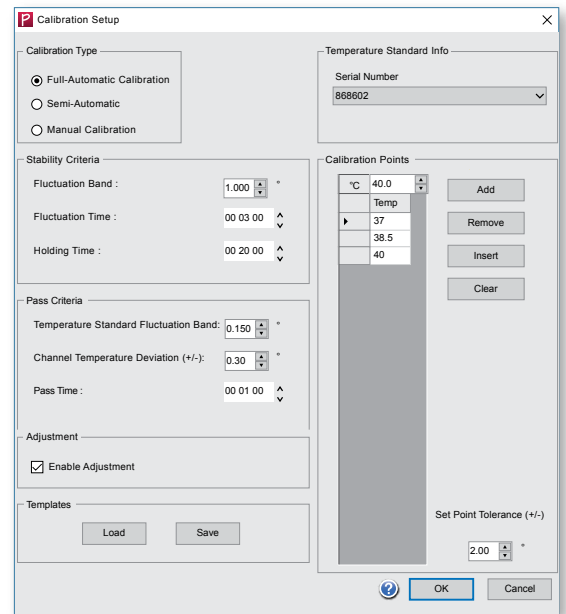 P Calibration Setup
Calibration Type
Full-Automatic Calibration
Semi-Automatic
Manual Calibration
Temperature Standard Info
Serial Number
868602
Stability Criteria
Fluctuation Band : 1.000 °
Fluctuation Time : 00 03 00
Holding Time : 00 20 00
Pass Criteria
Temperature Standard Fluctuation Band: 0.150 °
Channel Temperature Deviation (+/-): 0.30 °
Pass Time : 00 01 00
Adjustment
Enable Adjustment
Templates
Load Save
Calibration Points
°C 40.0
Temp
37
38.5
40
Add
Remove
Insert
Clear
Set Point Tolerance (+/-)
2.00 °
? OK Cancel